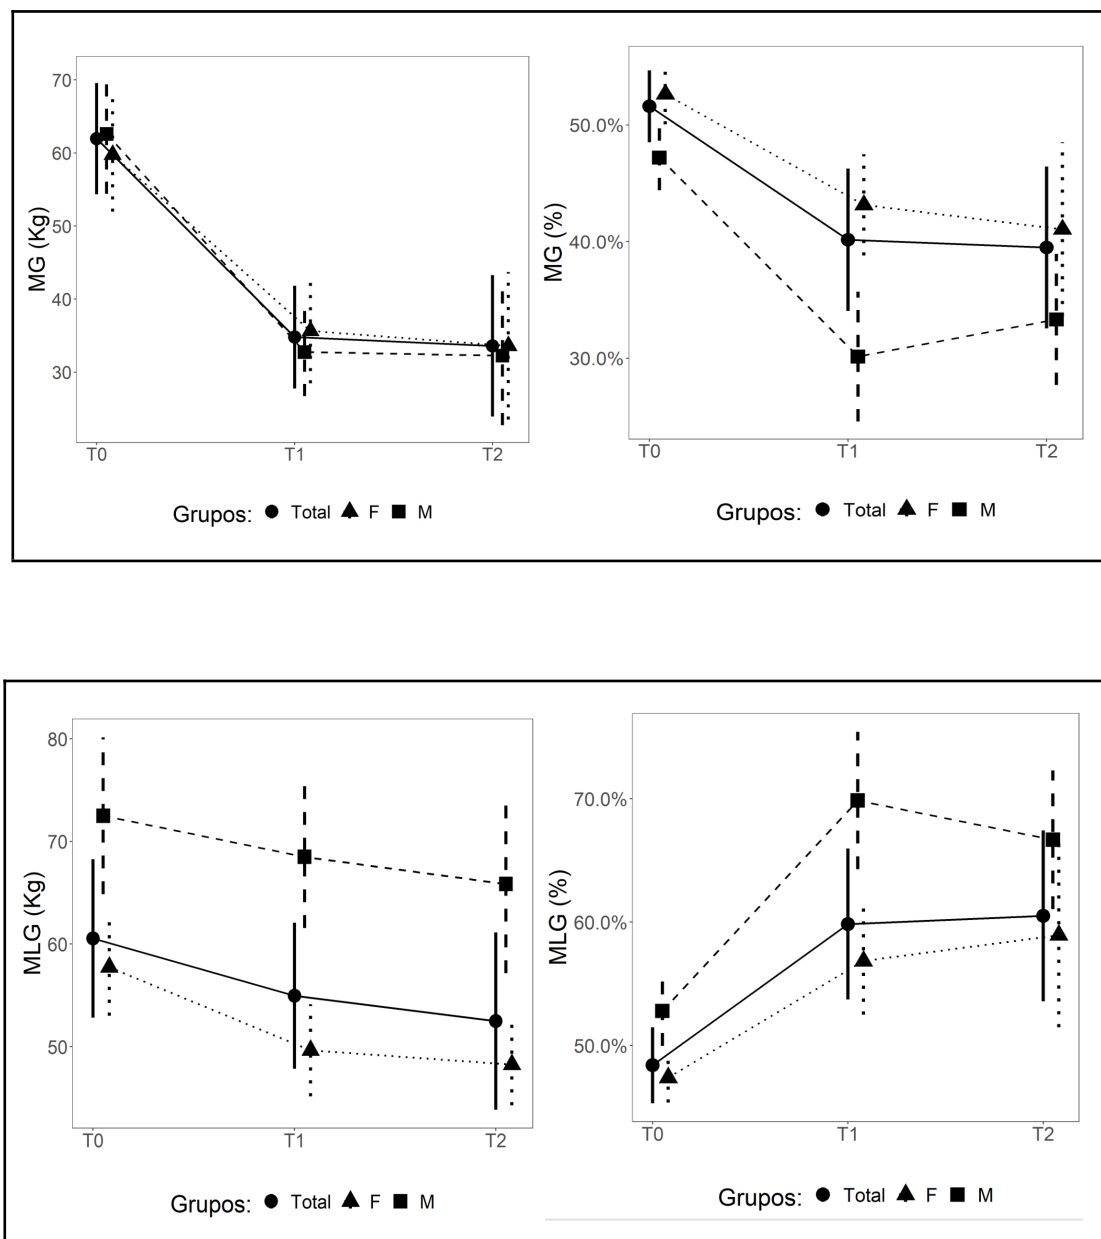 70
60
50
40
30
MG (Kg)
T0 T1 T2
Grupos: Total F M
50.0%
40.0%
30.0%
MG (%)
T0 T1 T2
Grupos: Total F M
80
70
60
50
MLG (Kg)
T0 T1 T2
Grupos: Total F M
70.0%
60.0%
50.0%
MLG (%)
T0 T1 T2
Grupos: Total F M